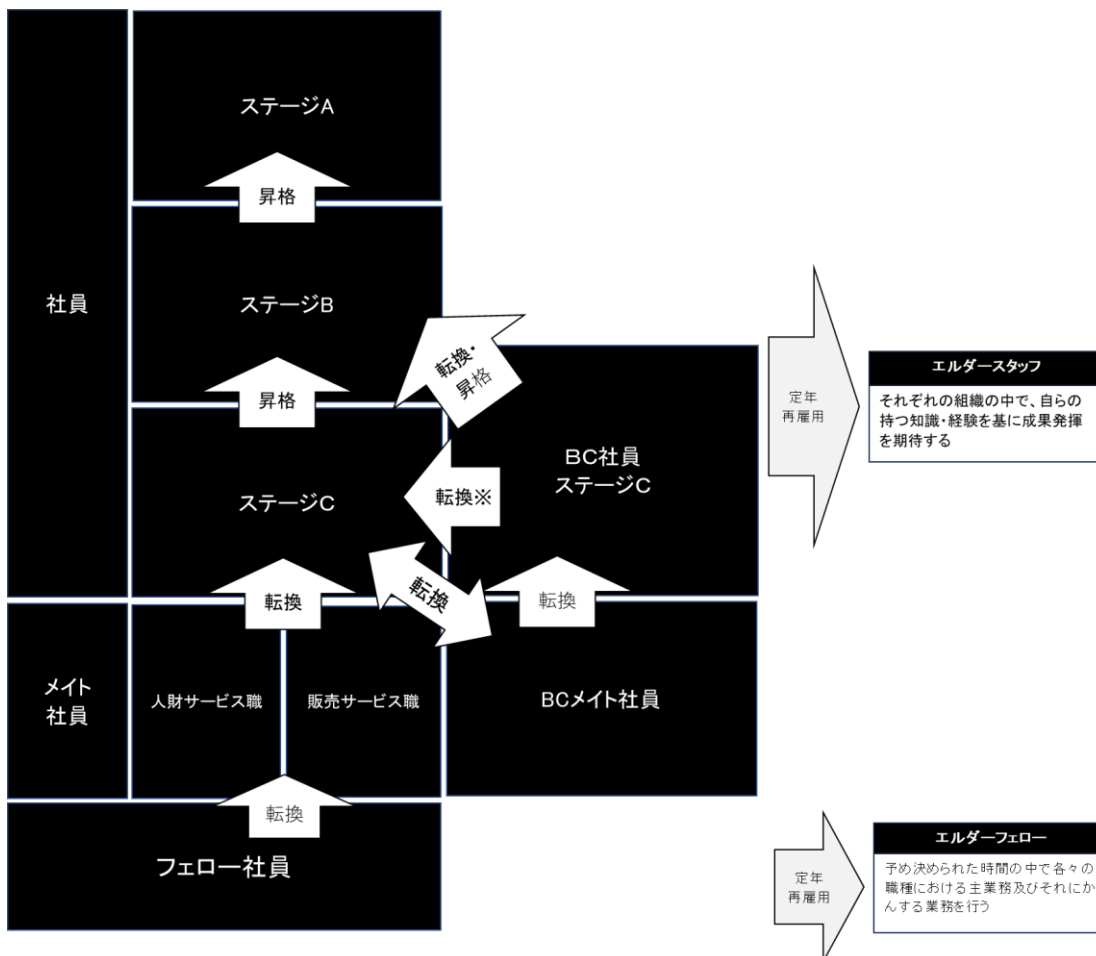 ステージA
昇格
社員
ステージB
転換・
昇格
昇格
BC社員
ステージC
ステージC
転換※
転換
転換
転換
メイト
社員
人財サービス職
販売サービス職
BCメイト社員
転換
フェロー社員
定年
再雇用
エルダースタッフ
それぞれの組織の中で、自らの
持つ知識・経験を基に成果発揮
を期待する
定年
再雇用
エルダーフェロー
予め決められた時間の中で各々の
職種における主業務及びそれにか
んする業務を行う